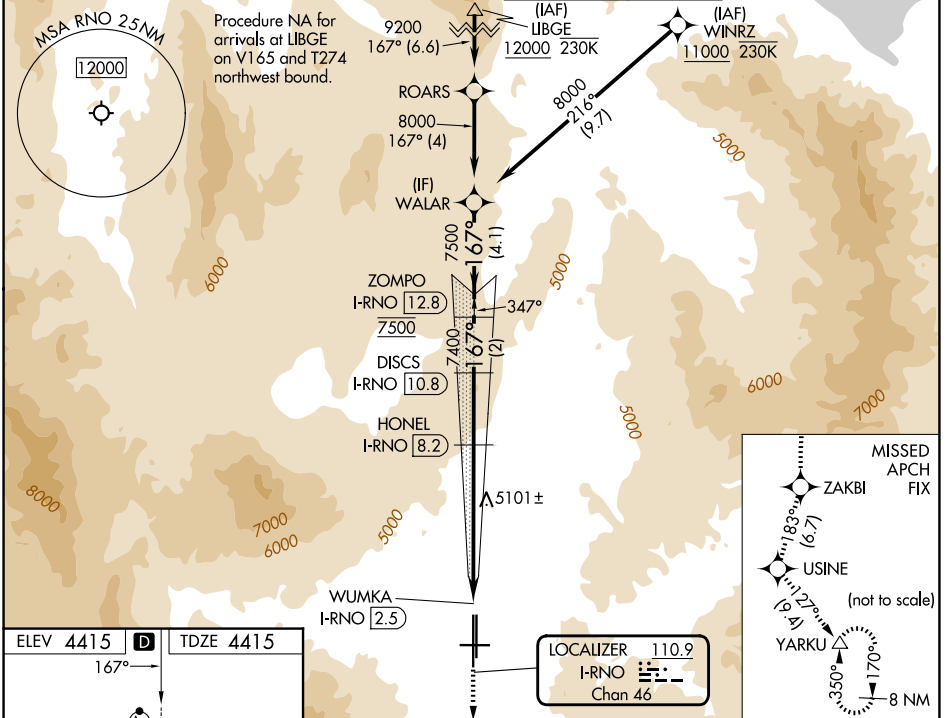 MSA RNO 25NM
12000
Procedure NA for
arrivals at LIBGE
on V165 and T274
northwest bound.
9200
167° (6.6)
(IAF)
LIBGE
12000 230K
(IAF)
WINRZ
11000 230K
ROARS
8000
167° (4)
8000
216°
(9.7)
5000
(IF)
WALAR
7500
167°
(4.1)
6000
5000
ZOMPO
I-RNO 12.8
7500
347°
7400
167°
(2)
DISCS
I-RNO 10.8
6000
7000
5000
HONEL
I-RNO 8.2
5101±
8000
7000
6000
5000
MISSED
APCH
FIX
ZAKBI
183°
(6.7)
USINE
127°
(9.4)
(not to scale)
YARKU
350°
170°
8 NM
WUMKA
I-RNO 2.5
ELEV 4415
D
TDZE 4415
167°
LOCALIZER 110.9
I-RNO
Chan 46